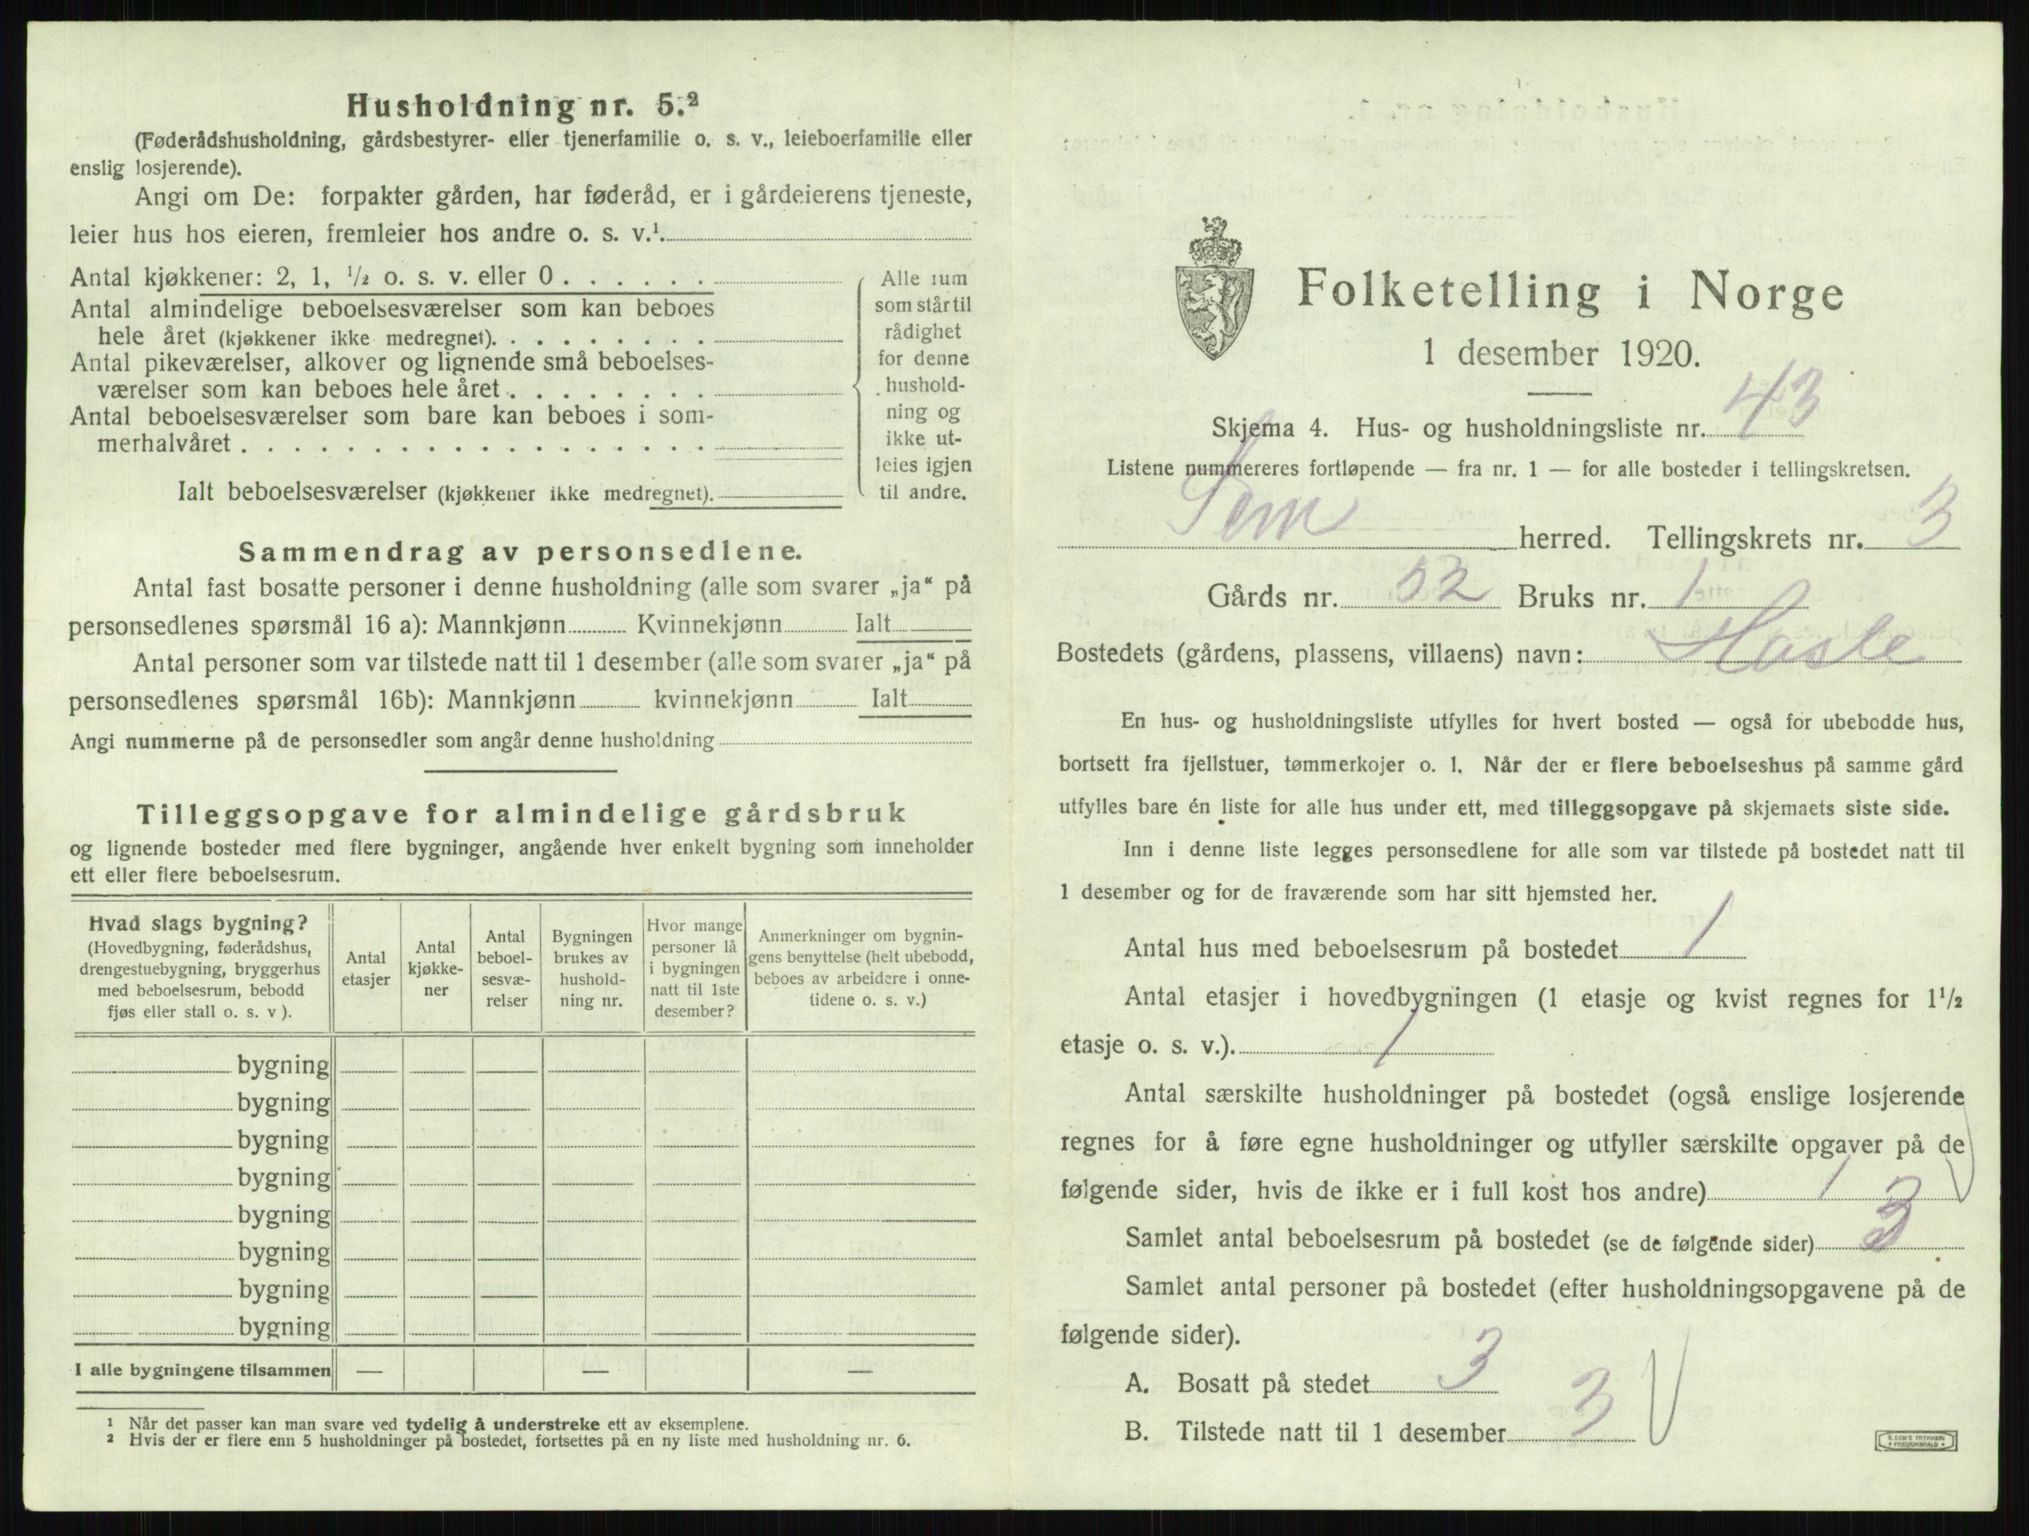 Husholdning nr. 5.²
(Føderådshusholdning, gårdsbestyrer- eller tjenerfamilie o. s. v., leieboerfamilie eller
enslig losjerende).
Angi om De: forpakter gården, har føderåd, er i gårdeierens tjeneste,
leier hus hos eieren, fremleier hos andre o. s. v.¹
Antal kjøkkener: 2, 1, ½ o. s. v. eller 0
Antal almindelige beboelsesværelser som kan beboes
hele året (kjøkkener ikke medregnet).
Antal pikeværelser, alkover og lignende små beboelses-
værelser som kan beboes hele året
Antal beboelsesværelser som bare kan beboes i som-
merhalvåret
Ialt beboelsesværelser (kjøkkener ikke medregnet).
Alle rum
som står til
rådighet
for denne
hushold-
ning og
ikke ut-
leies igjen
til andre.
Sammendrag av personsedlene.
Antal fast bosatte personer i denne husholdning (alle som svarer „ja“ på
personsedlenes spørsmål 16 a): Mannkjønn Kvinnekjønn Ialt
Antal personer som var tilstede natt til 1 desember (alle som svarer „ja“ på
personsedlenes spørsmål 16b): Mannkjønn kvinnekjønn Ialt
Angi nummerne på de personsedler som angår denne husholdning
Tilleggsopgave for almindelige gårdsbruk
og lignende bosteder med flere bygninger, angående hver enkelt bygning som inneholder
ett eller flere beboelsesrum.
Hvad slags bygning?
(Hovedbygning, føderådshus,
drengestuebygning, bryggerhus
med beboelsesrum, bebodd
fjøs eller stall o. s. v ).
Antal
etasjer
Antal
kjøkke-
ner
Antal
beboel-
sesvæ-
relser
Bygningen
brukes av
hushold-
ning nr.
Hvor mange
personer lå
i bygningen
natt til 1ste
desember?
Anmerkninger om bygnin-
gens benyttelse (helt ubebodd,
beboes av arbeidere i onne-
tidene o. s. v.)
bygning
bygning
bygning
bygning
bygning
bygning
bygning
bygning
I alle bygningene tilsammen — — —
¹ Når det passer kan man svare ved tydelig å understreke ett av eksemplene.
² Hvis der er flere enn 5 husholdninger på bostedet, fortsettes på en ny liste med husholdning nr. 6.
Folketelling i Norge
1 desember 1920.
Skjema 4. Hus- og husholdningsliste nr. 43
Listene nummereres fortløpende — fra nr. 1 — for alle bosteder i tellingskretsen.
Sem herred. Tellingskrets nr. 3
Gårds nr. 52 Bruks nr. 1
Bostedets (gårdens, plassens, villaens) navn: Hasle
En hus- og husholdningsliste utfylles for hvert bosted — også for ubebodde hus,
bortsett fra fjellstuer, tømmerkojer o. l. Når der er flere beboelseshus på samme gård
utfylles bare én liste for alle hus under ett, med tilleggsopgave på skjemaets siste side.
Inn i denne liste legges personsedlene for alle som var tilstede på bostedet natt til
1 desember og for de fraværende som har sitt hjemsted her.
Antal hus med beboelsesrum på bostedet 1
Antal etasjer i hovedbygningen (1 etasje og kvist regnes for 1½
etasje o. s. v.). 1
Antal særskilte husholdninger på bostedet (også enslige losjerende
regnes for å føre egne husholdninger og utfyller særskilte opgaver på de
følgende sider, hvis de ikke er i full kost hos andre) 1
Samlet antal beboelsesrum på bostedet (se de følgende sider) 3
Samlet antal personer på bostedet (efter husholdningsopgavene på de
følgende sider).
A. Bosatt på stedet 3
B. Tilstede natt til 1 desember 3